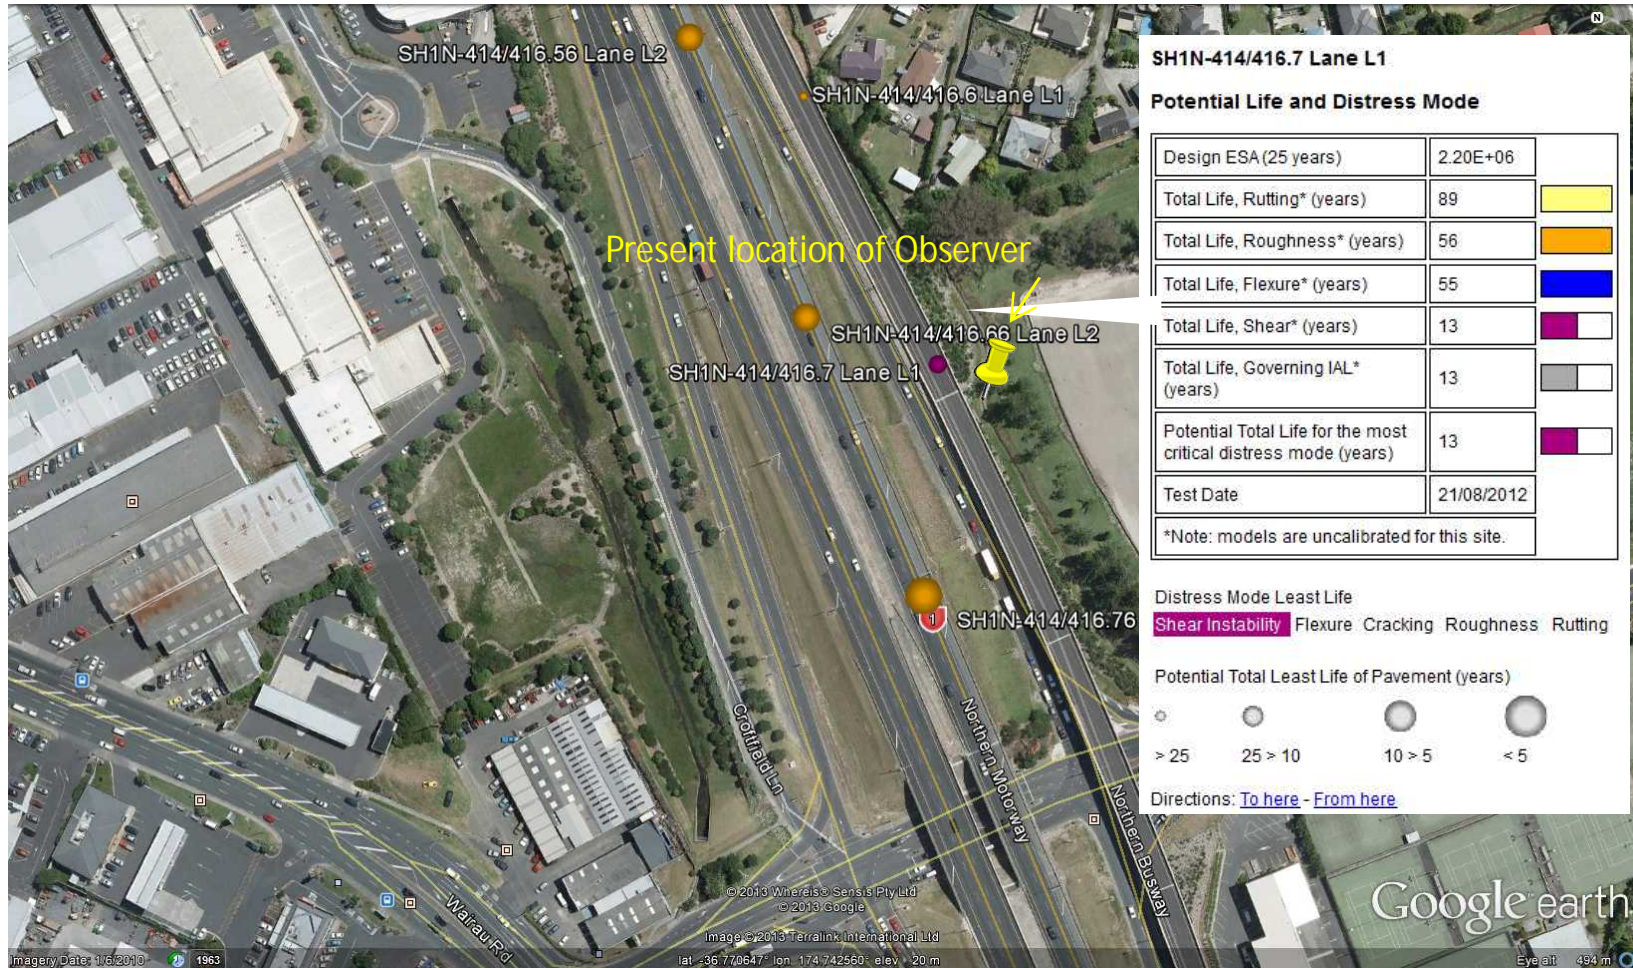 SH1N-414/416.56 Lane L2
SH1N-414/416.6 Lane L1
Present location of Observer
SH1N-414/416.66 Lane L2
SH1N-414/416.7 Lane L1
1
SH1N-414/416.76
Croftfield Ln
Northern Motorway
Northern Busway
Wairau Rd
N
SH1N-414/416.7 Lane L1
Potential Life and Distress Mode
Design ESA (25 years) 2.20E+06
Total Life, Rutting* (years) 89
Total Life, Roughness* (years) 56
Total Life, Flexure* (years) 55
Total Life, Shear* (years) 13
Total Life, Governing IAL*
(years) 13
Potential Total Life for the most
critical distress mode (years) 13
Test Date 21/08/2012
*Note: models are uncalibrated for this site.
Distress Mode Least Life
Shear Instability Flexure Cracking Roughness Rutting
Potential Total Least Life of Pavement (years)
> 25 25 > 10 10 > 5 < 5
Directions: To here - From here
© 2013 Whereis® Sensis Pty Ltd
© 2013 Google
Image © 2013 Terralink International Ltd
Google earth
Imagery Date: 1/6/2010 1963
lat -36.770647° lon 174.742560° elev 20 m
Eye alt 494 m